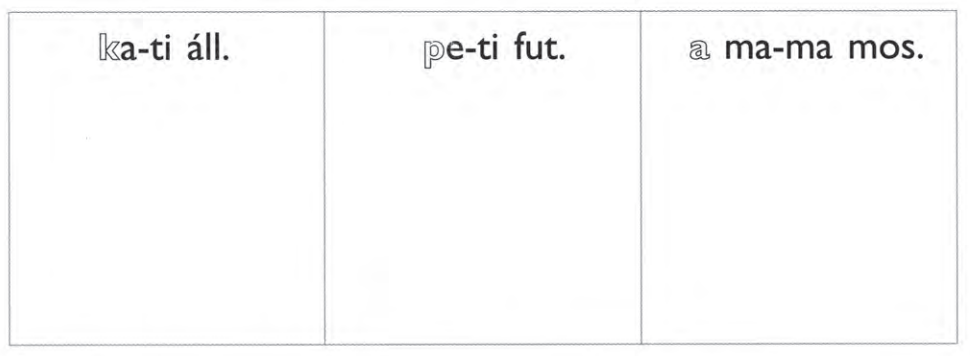 ka-ti áll.
pe-ti fut.
a ma-ma mos.